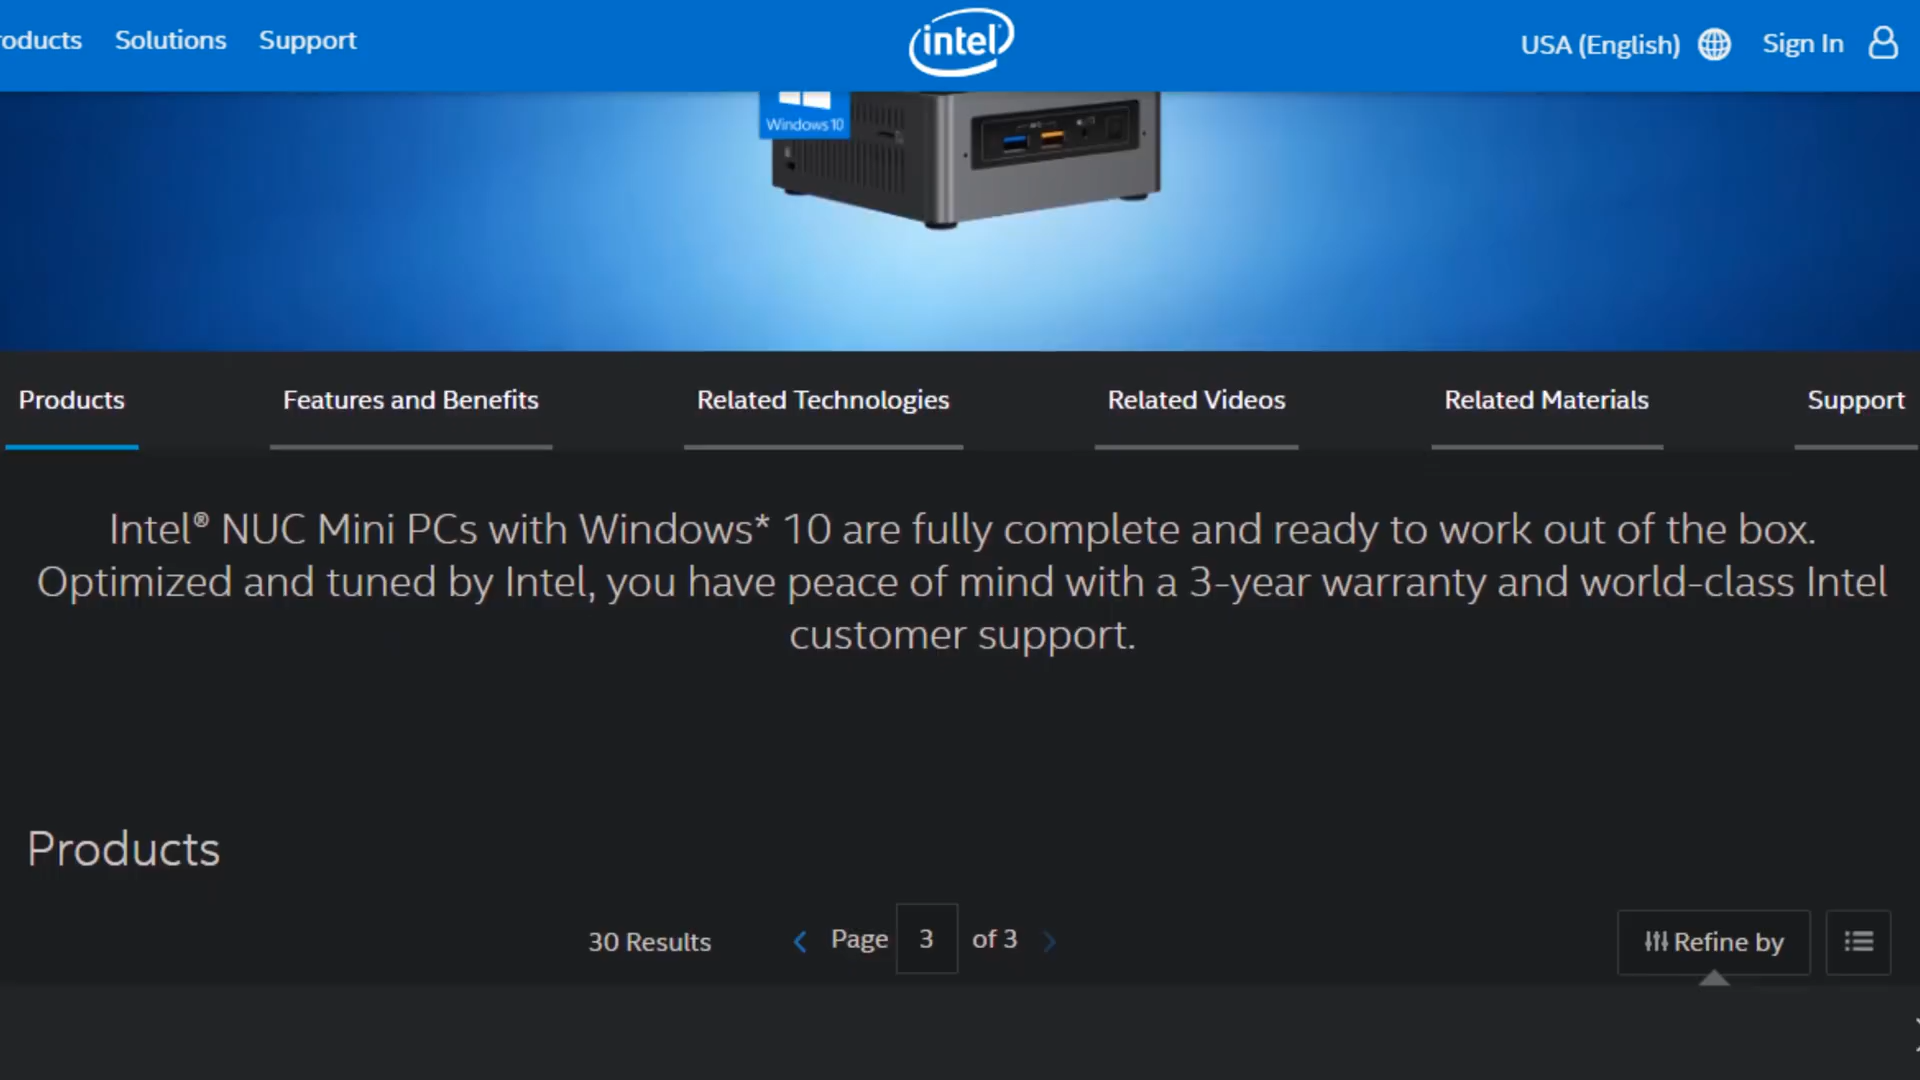 oducts Solutions Support
intel
USA (English) Sign In
Windows 10
Products Features and Benefits Related Technologies Related Videos Related Materials Support
Intel® NUC Mini PCs with Windows* 10 are fully complete and ready to work out of the box.
Optimized and tuned by Intel, you have peace of mind with a 3-year warranty and world-class Intel
customer support.
Products
30 Results Page 3 of 3 Refine by